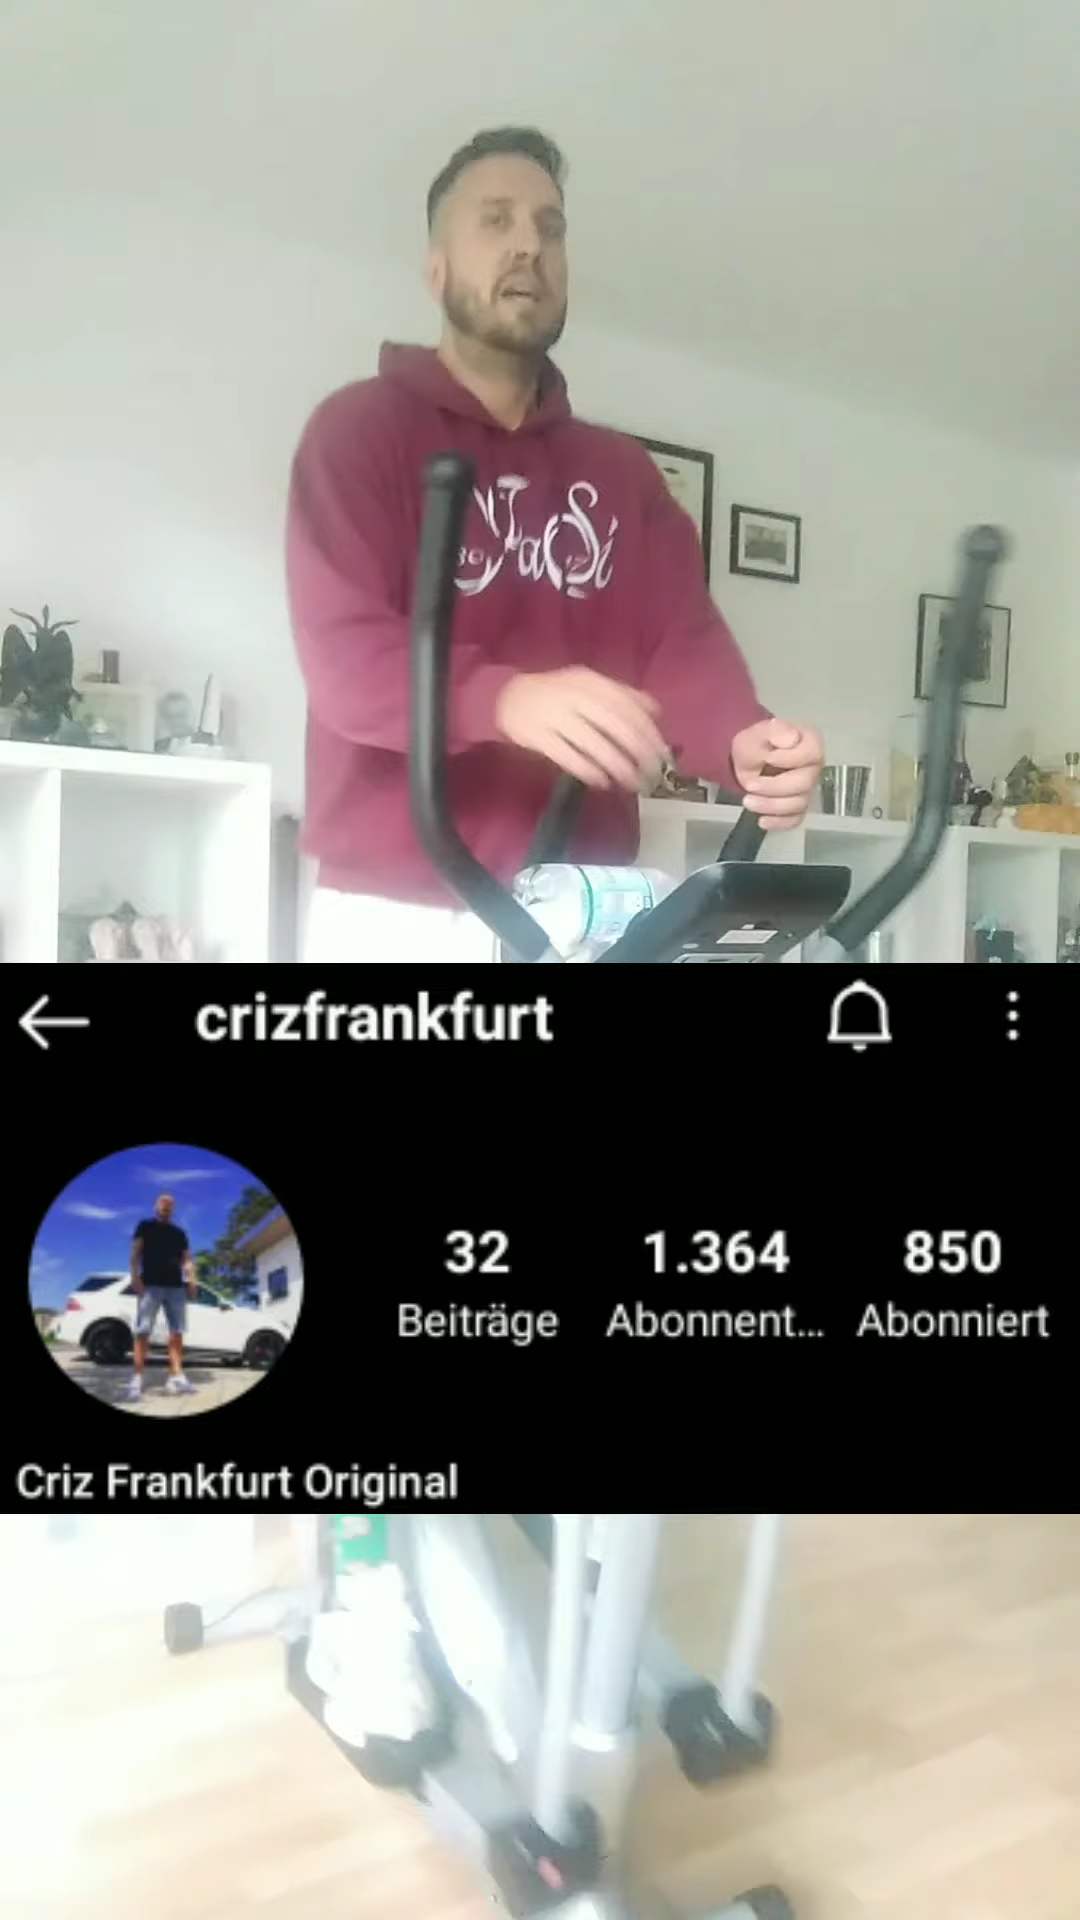 crizfrankfurt
32
1.364
850
Beiträge
Abonnent...
Abonniert
Criz Frankfurt Original